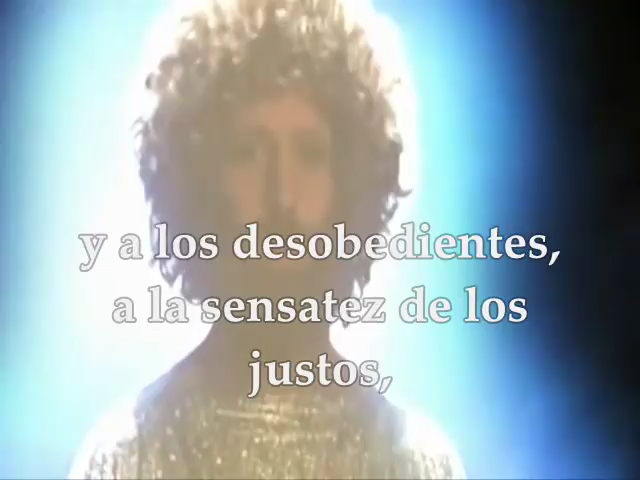 y a los desobedientes,
a la sensatez de los
justos,